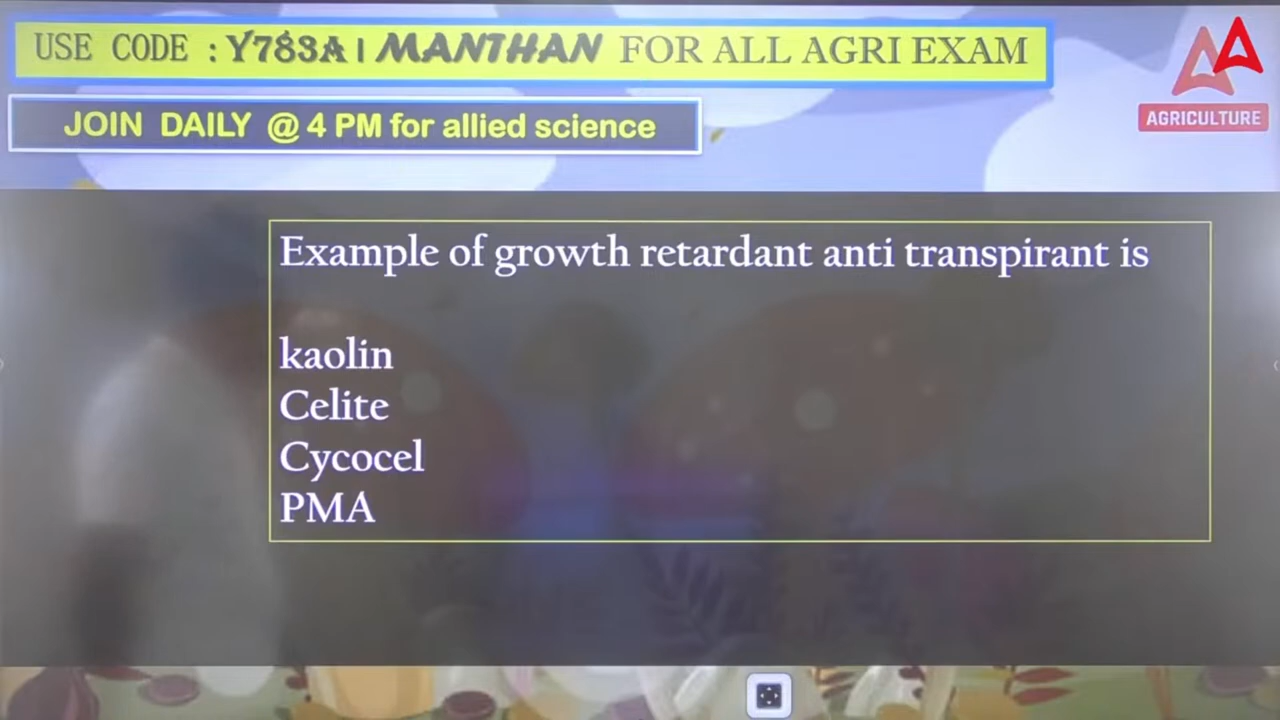 USE CODE : Y783A | MANTHAN FOR ALL AGRI EXAM
AGRICULTURE
JOIN DAILY @ 4 PM for allied science
Example of growth retardant anti transpirant is
kaolin
Celite
Cycocel
PMA